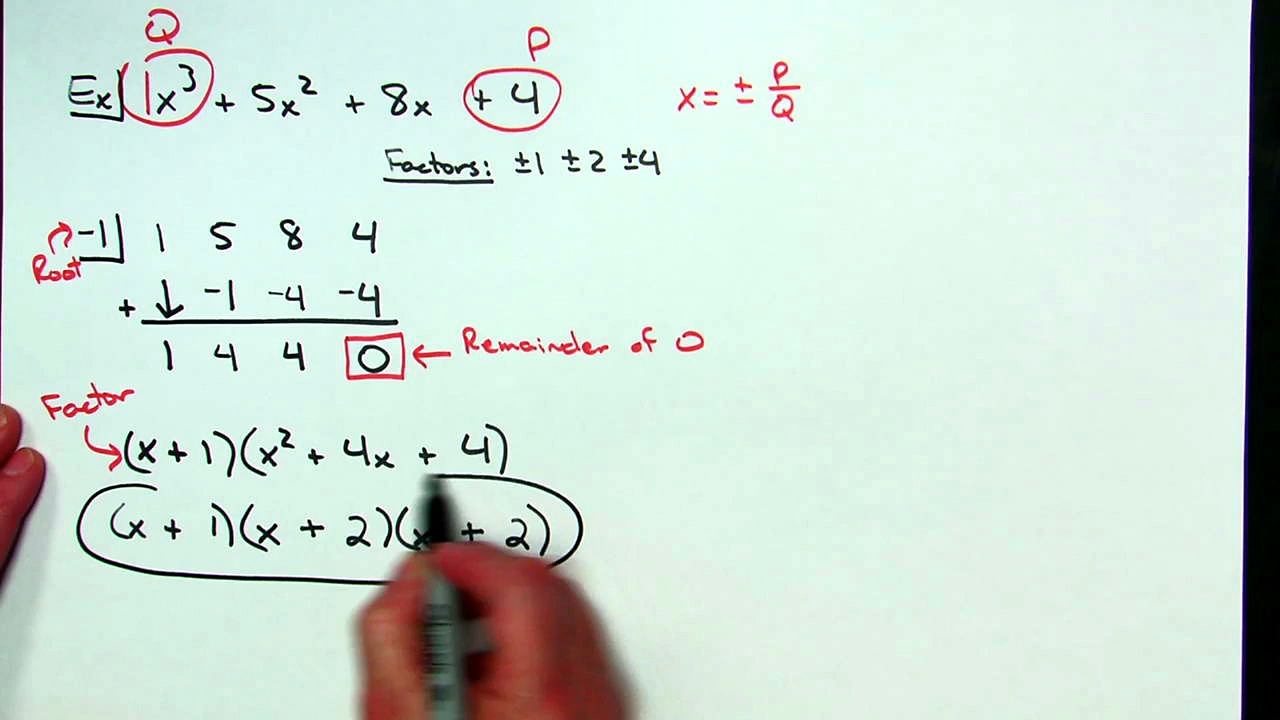 Q P
Ex 1x³ + 5x² + 8x + 4 x = ± P/Q
Factors: ±1 ±2 ±4
-1 1 5 8 4
Root
+ ↓ -1 -4 -4
1 4 4 0 ← Remainder of 0
Factor
(x + 1)(x² + 4x + 4)
(x + 1)(x + 2)(x + 2)